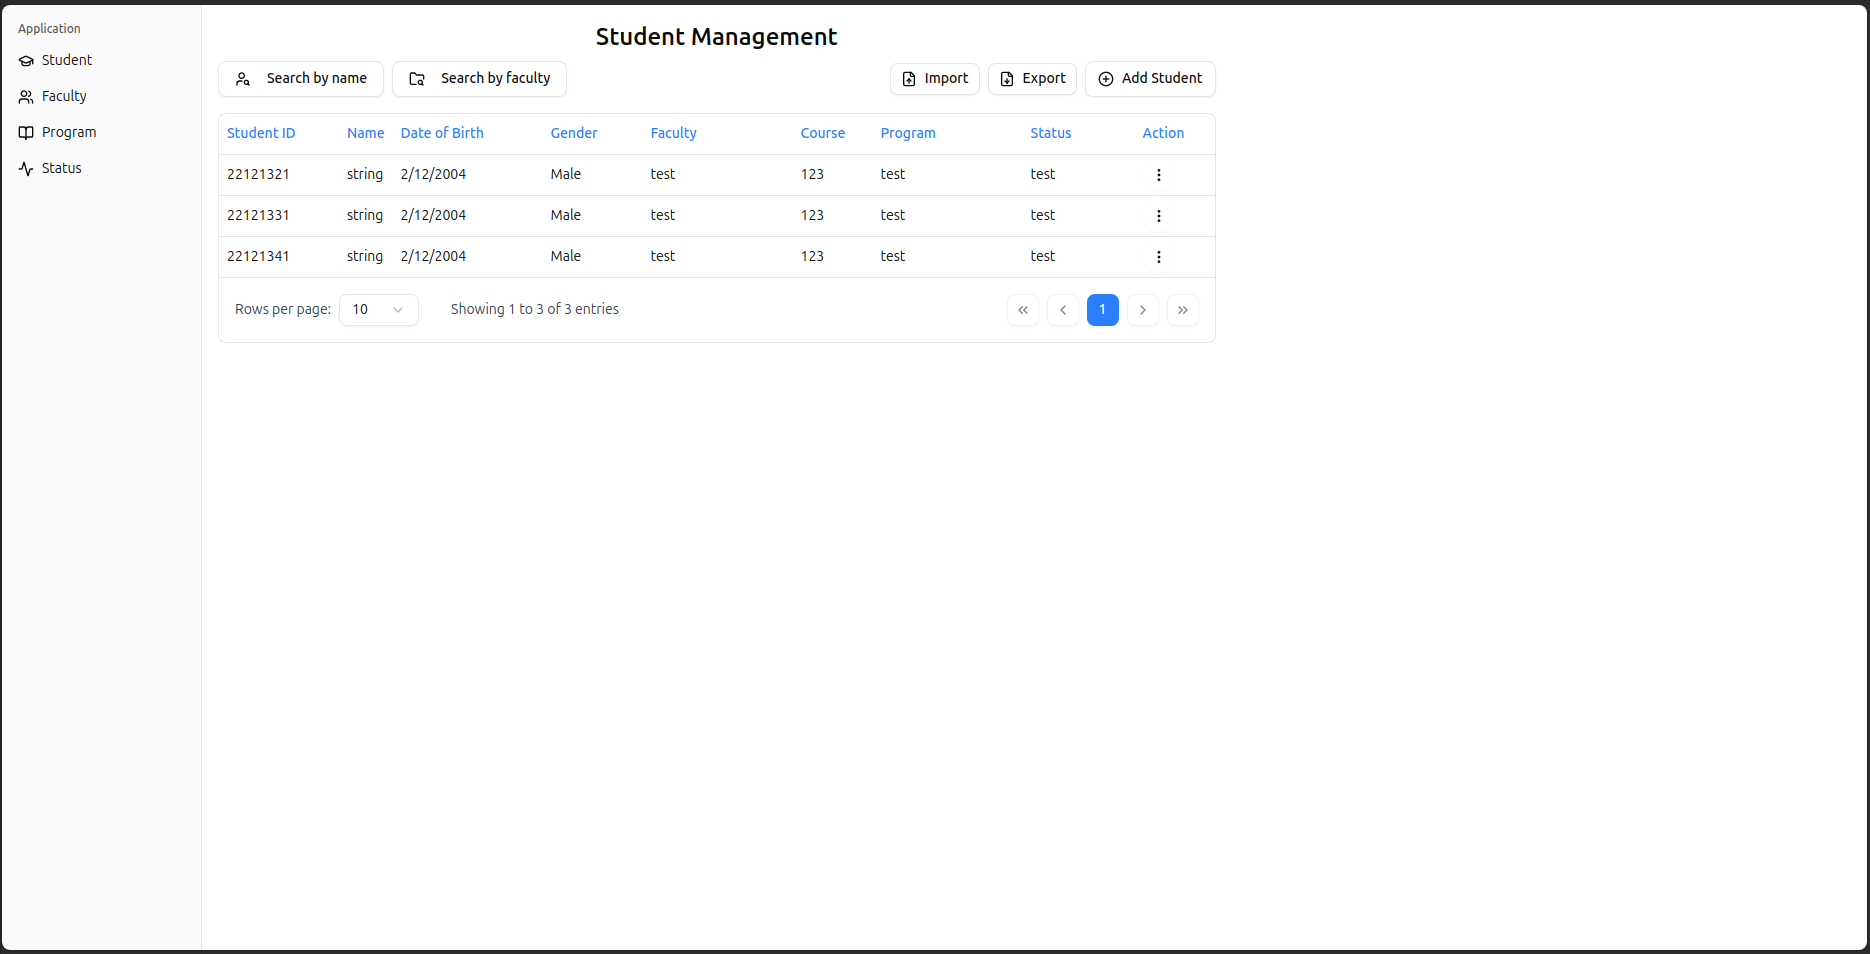 Application
Student
Faculty
Program
Status
Student Management
Search by name
Search by faculty
Import
Export
Add Student
Student ID Name Date of Birth Gender Faculty Course Program Status Action
22121321 string 2/12/2004 Male test 123 test test
22121331 string 2/12/2004 Male test 123 test test
22121341 string 2/12/2004 Male test 123 test test
Rows per page: 10 Showing 1 to 3 of 3 entries 1